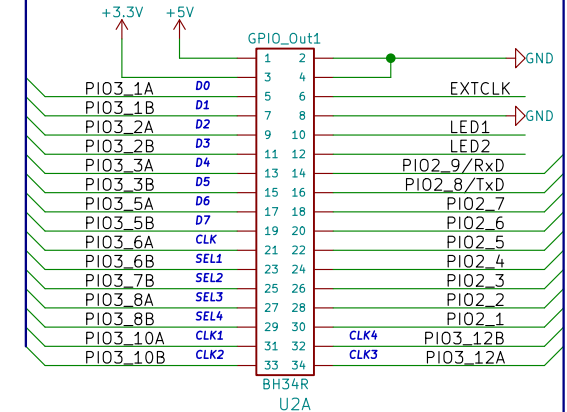 +3.3V +5V
GPIO_Out1
1 2 GND
3 4
PIO3_1A D0 5 6 EXTCLK
PIO3_1B D1 7 8 GND
PIO3_2A D2 9 10 LED1
PIO3_2B D3 11 12 LED2
PIO3_3A D4 13 14 PIO2_9/RxD
PIO3_3B D5 15 16 PIO2_8/TxD
PIO3_5A D6 17 18 PIO2_7
PIO3_5B D7 19 20 PIO2_6
PIO3_6A CLK 21 22 PIO2_5
PIO3_6B SEL1 23 24 PIO2_4
PIO3_7B SEL2 25 26 PIO2_3
PIO3_8A SEL3 27 28 PIO2_2
PIO3_8B SEL4 29 30 PIO2_1
PIO3_10A CLK1 31 32 CLK4 PIO3_12B
PIO3_10B CLK2 33 34 CLK3 PIO3_12A
BH34R
U2A